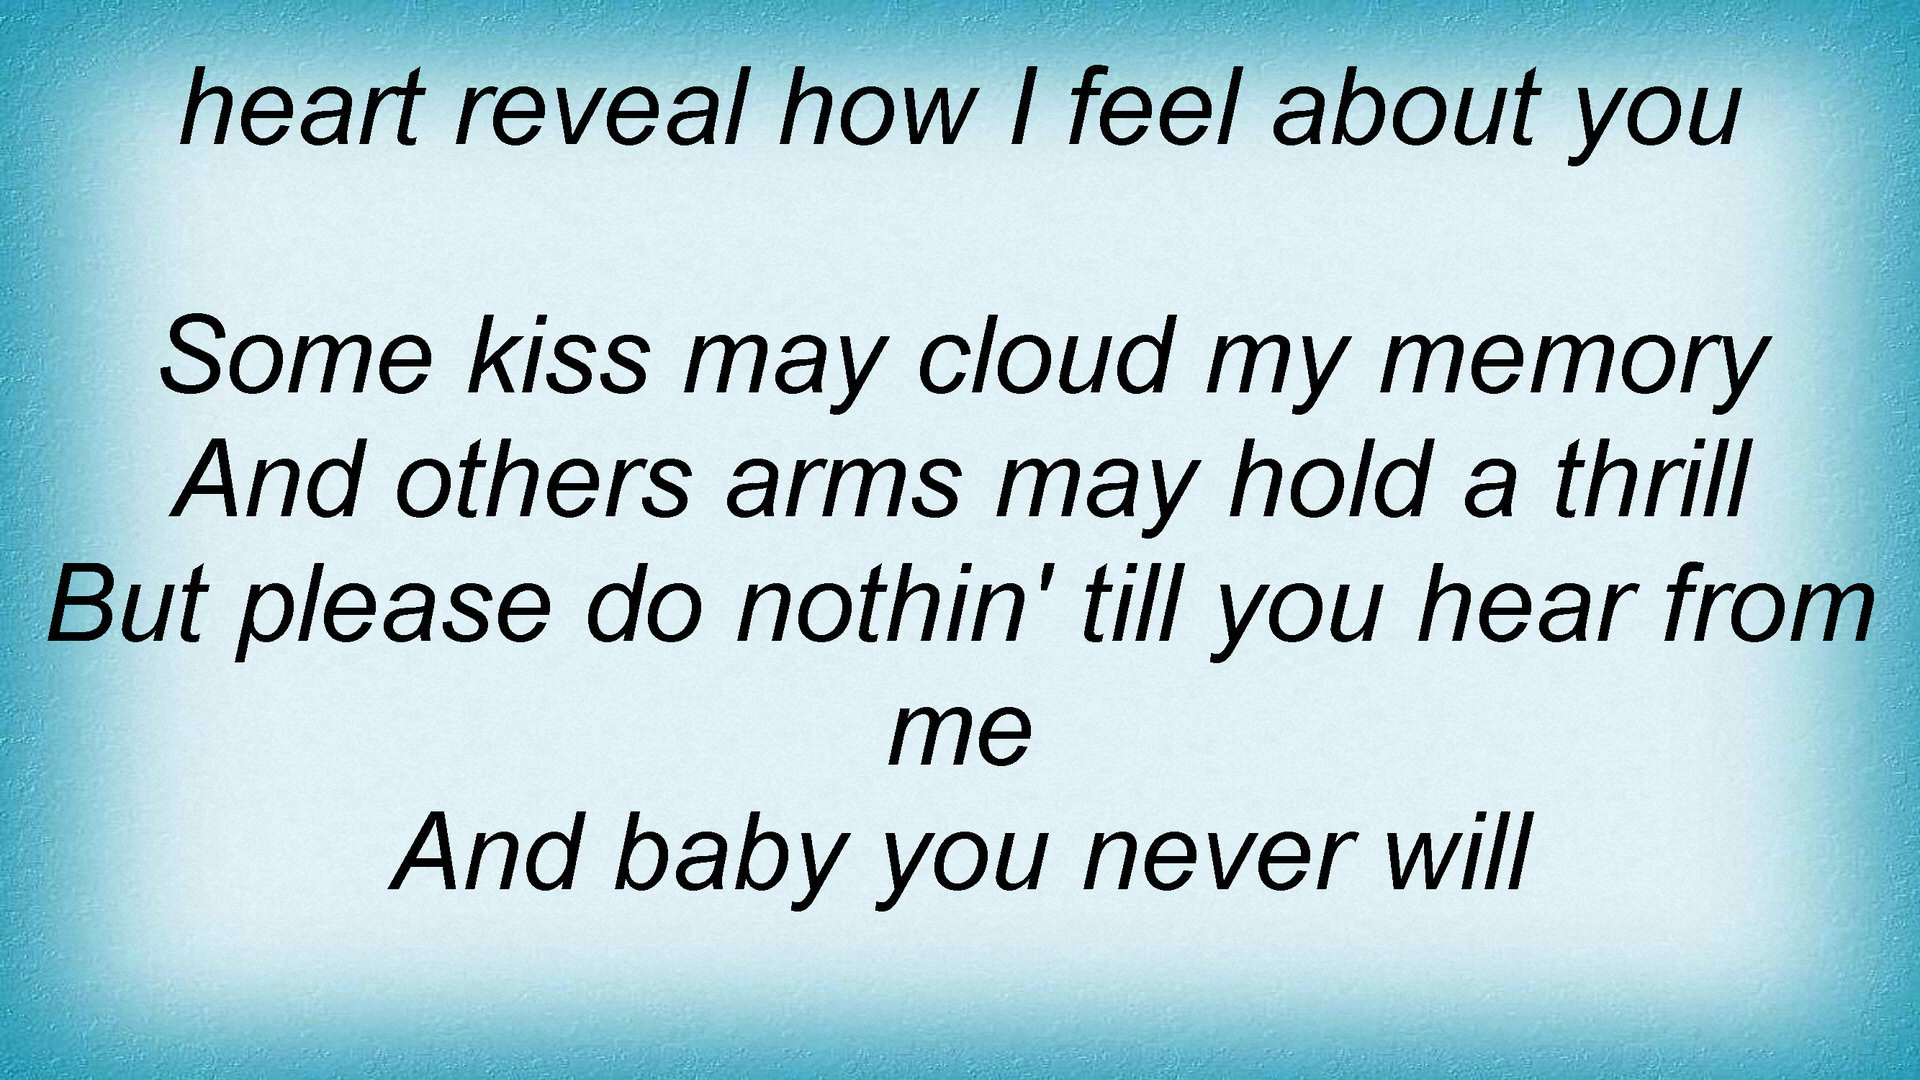 heart reveal how I feel about you
Some kiss may cloud my memory
And others arms may hold a thrill
But please do nothin' till you hear from
me
And baby you never will